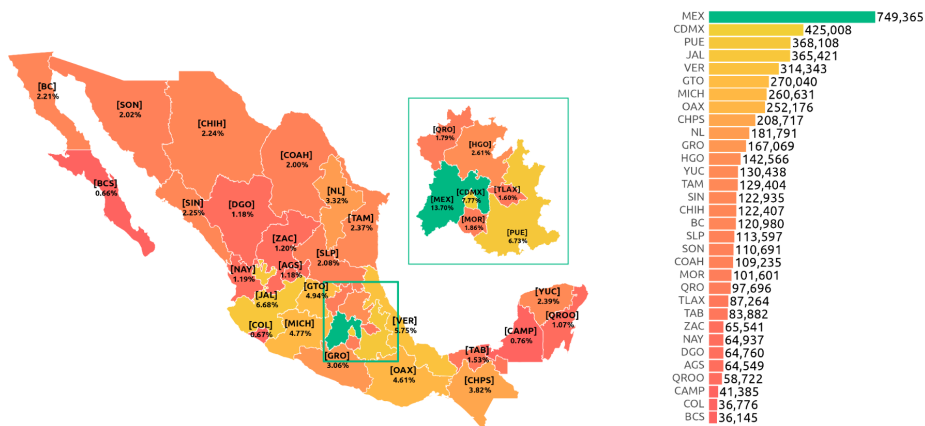 [BC]
2.21%
[SON]
2.02%
[CHIH]
2.24%
[COAH]
2.00%
[BCS]
0.66%
[SIN]
2.25%
[DGO]
1.18%
[NL]
3.32%
[TAM]
2.37%
[ZAC]
1.20%
[SLP]
2.08%
[NAY]
1.19%
[AGS]
1.18%
[JAL]
6.68%
[GTO]
4.94%
[COL]
0.67%
[MICH]
4.77%
[VER]
5.75%
[GRO]
3.06%
[OAX]
4.61%
[TAB]
1.53%
[CHPS]
3.82%
[CAMP]
0.76%
[YUC]
2.39%
[QROO]
1.07%
[QRO]
1.79%
[HGO]
2.61%
[MEX]
13.70%
[CDMX]
7.77%
[TLAX]
1.60%
[MOR]
1.86%
[PUE]
6.73%
MEX 749,365
CDMX 425,008
PUE 368,108
JAL 365,421
VER 314,343
GTO 270,040
MICH 260,631
OAX 252,176
CHPS 208,717
NL 181,791
GRO 167,069
HGO 142,566
YUC 130,438
TAM 129,404
SIN 122,935
CHIH 122,407
BC 120,980
SLP 113,597
SON 110,691
COAH 109,235
MOR 101,601
QRO 97,696
TLAX 87,264
TAB 83,882
ZAC 65,541
NAY 64,937
DGO 64,760
AGS 64,549
QROO 58,722
CAMP 41,385
COL 36,776
BCS 36,145